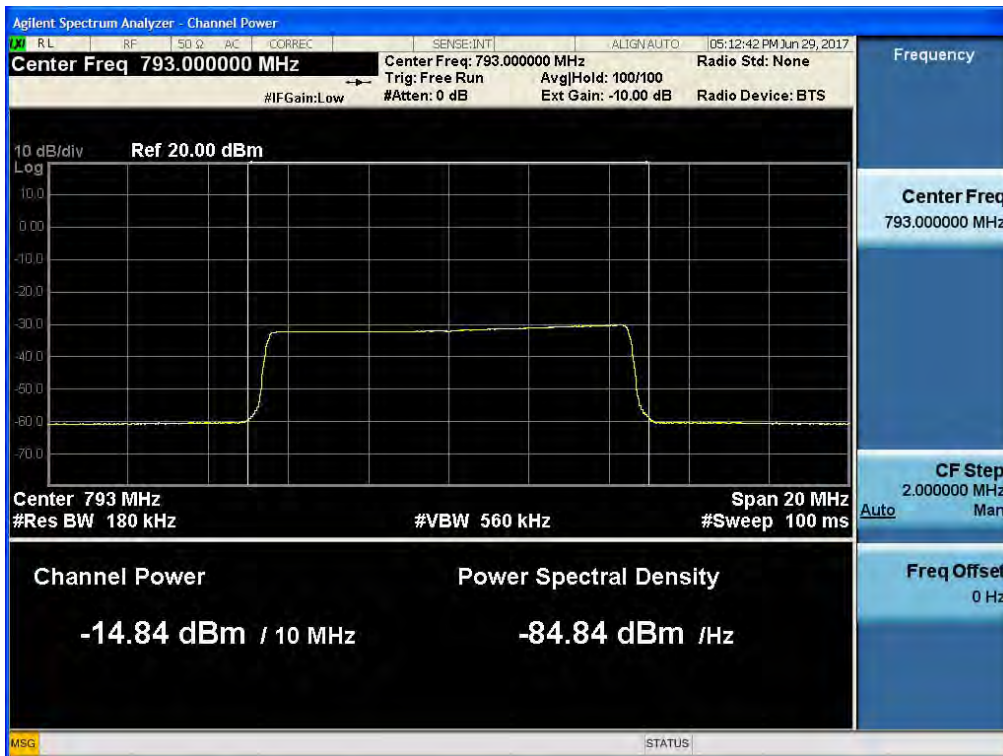 Agilent Spectrum Analyzer - Channel Power
LXI RL RF 50 Ω AC CORREC SENSE:INT ALIGN AUTO 05:12:42 PM Jun 29, 2017
Center Freq 793.000000 MHz
Center Freq: 793.000000 MHz
Radio Std: None
Trig: Free Run
Avg|Hold: 100/100
#IFGain:Low
#Atten: 0 dB
Ext Gain: -10.00 dB
Radio Device: BTS
10 dB/div
Ref 20.00 dBm
Log
10.0
0.00
-10.0
-20.0
-30.0
-40.0
-50.0
-60.0
-70.0
Center 793 MHz
Span 20 MHz
#Res BW 180 kHz
#VBW 560 kHz
#Sweep 100 ms
Channel Power
Power Spectral Density
-14.84 dBm / 10 MHz
-84.84 dBm /Hz
MSG
STATUS
Frequency
Center Freq
793.000000 MHz
CF Step
2.000000 MHz
Auto Man
Freq Offset
0 Hz